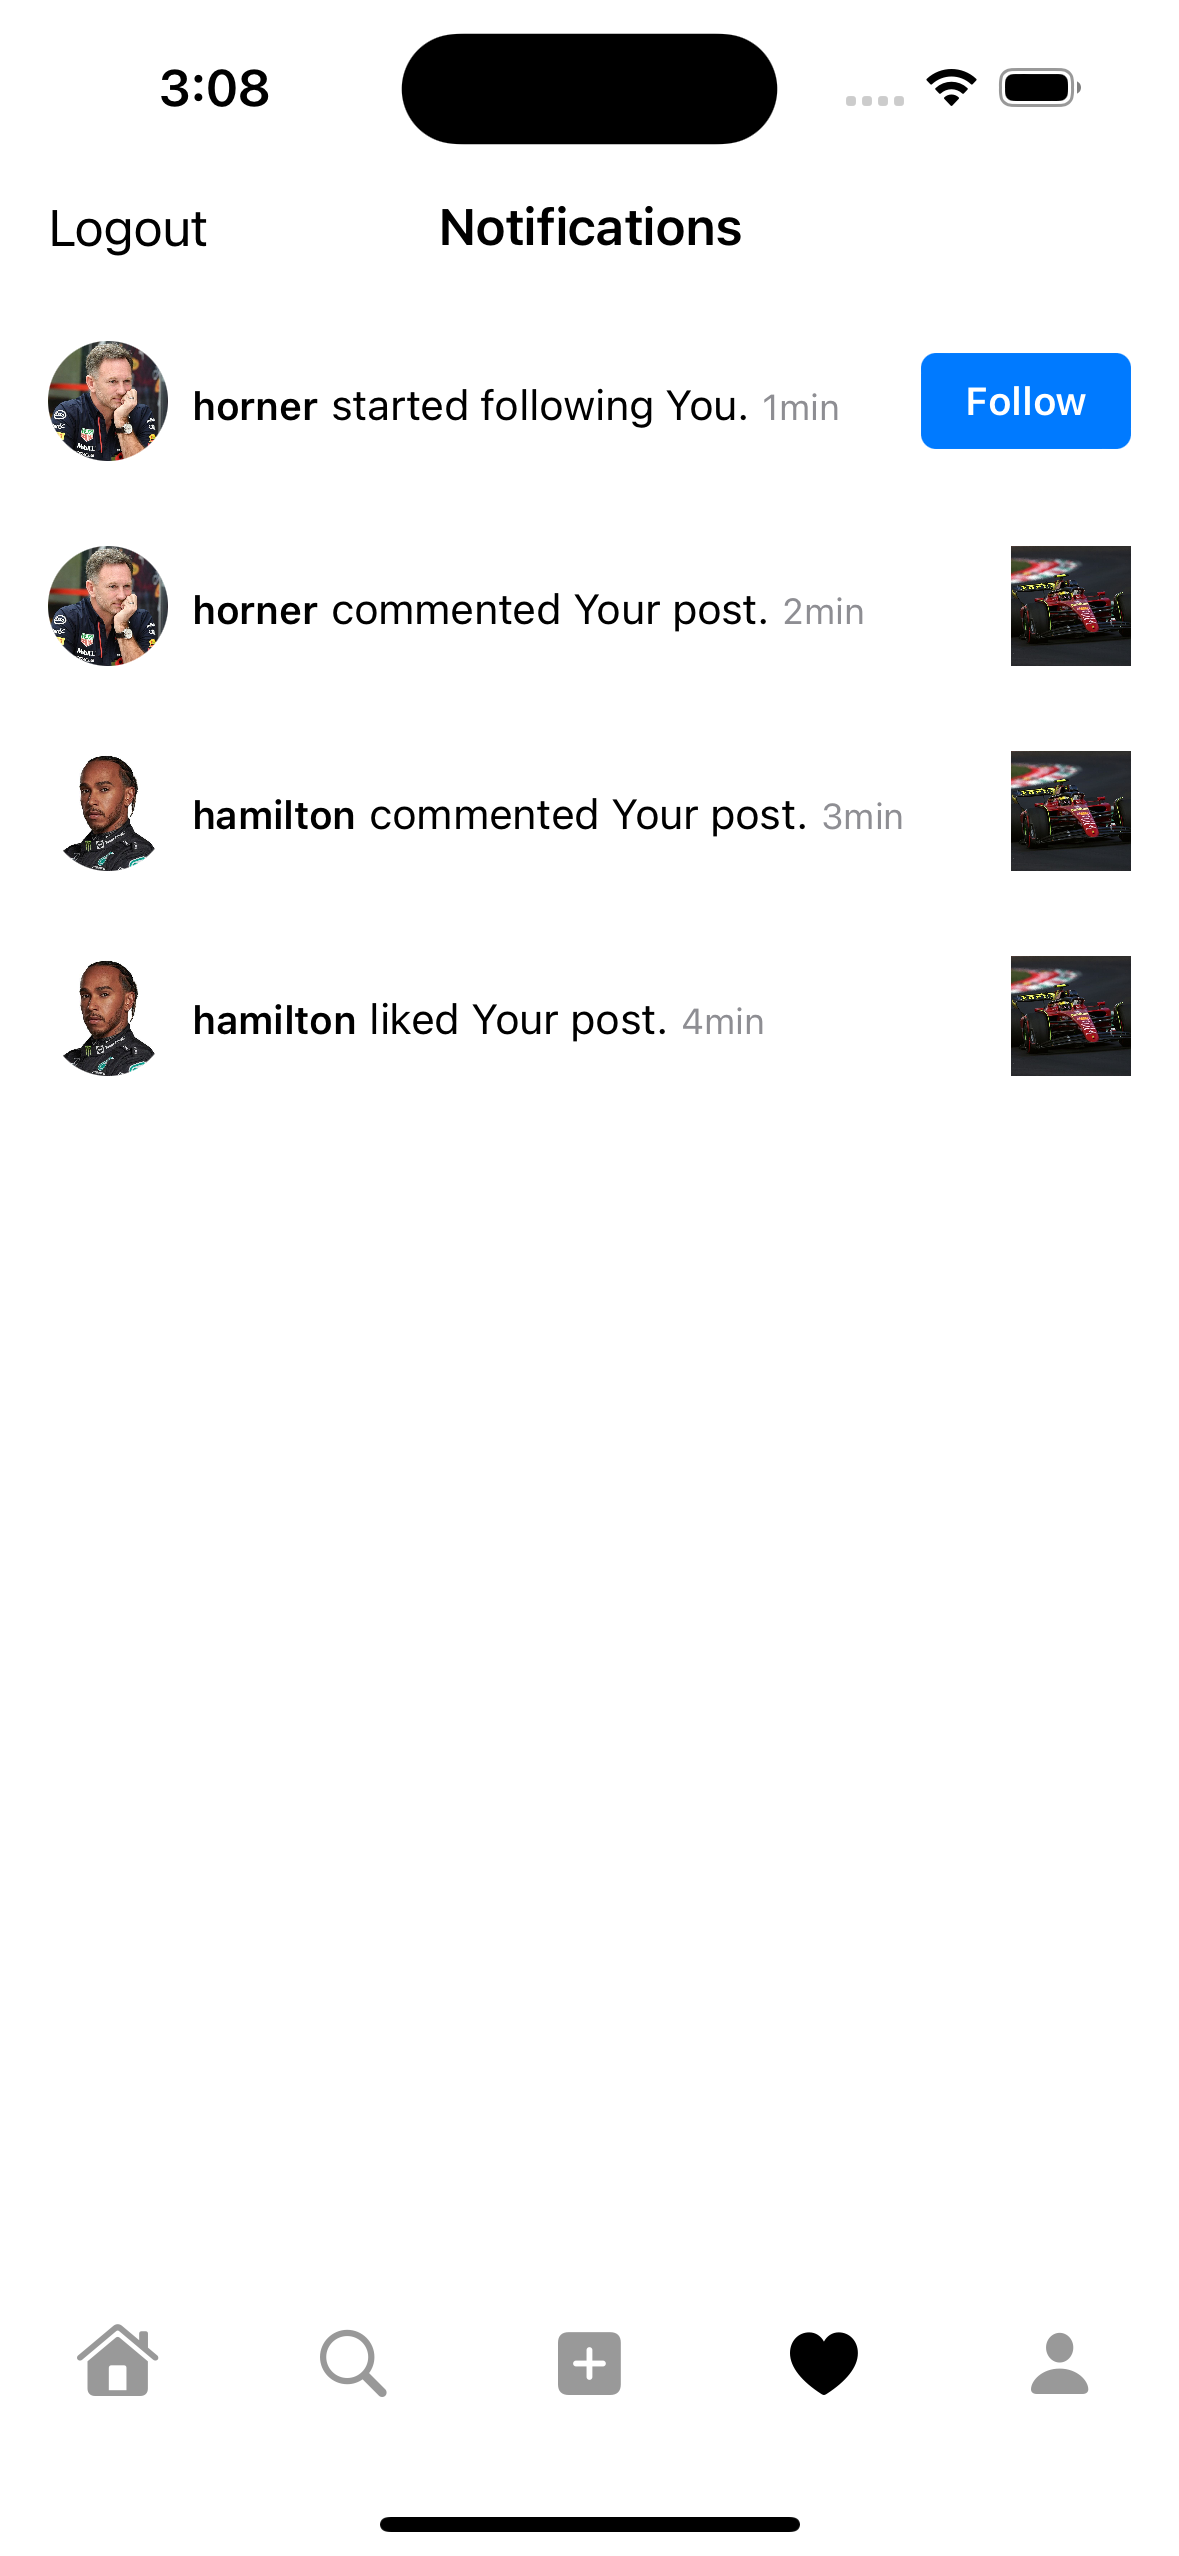 3:08
Logout
Notifications
horner started following You. 1min
Follow
horner commented Your post. 2min
hamilton commented Your post. 3min
hamilton liked Your post. 4min